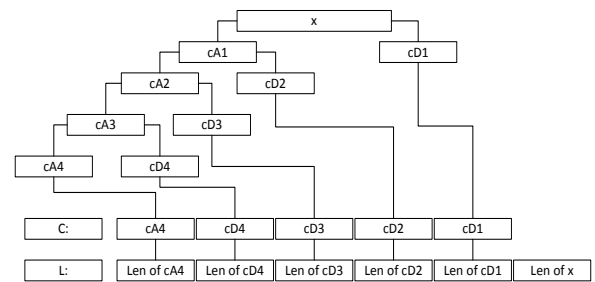 x
cA1 cD1
cA2 cD2
cA3 cD3
cA4 cD4
C: cA4 cD4 cD3 cD2 cD1
L: Len of cA4 Len of cD4 Len of cD3 Len of cD2 Len of cD1 Len of x